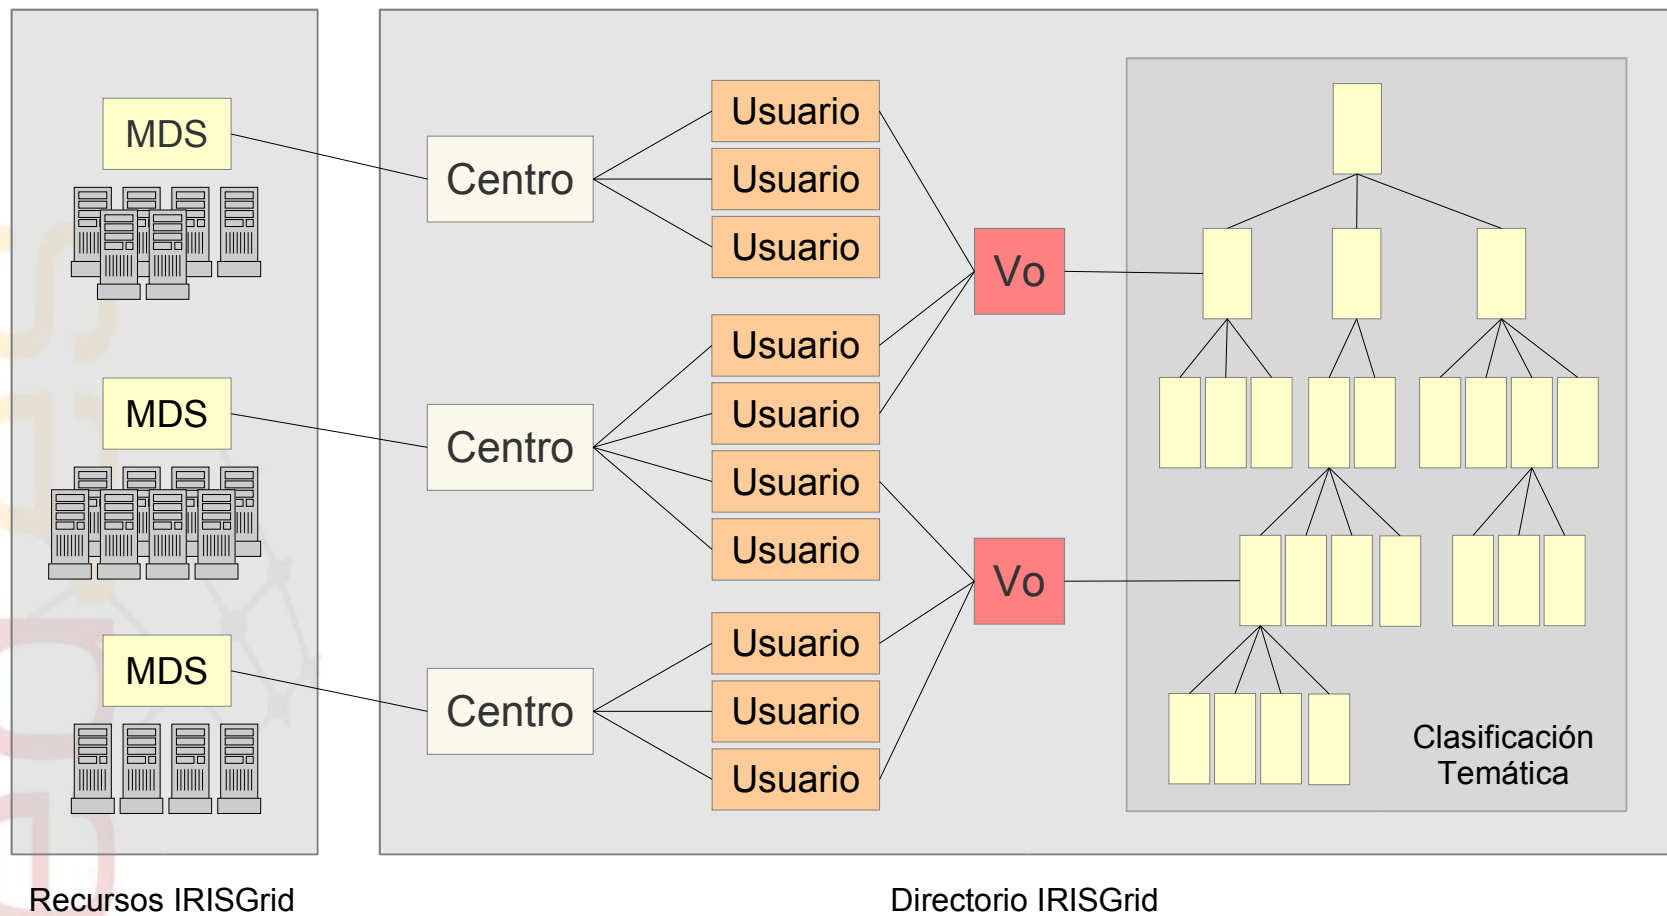 MDS
MDS
MDS
Recursos IRISGrid
Centro
Centro
Centro
Usuario
Usuario
Usuario
Usuario
Usuario
Usuario
Usuario
Usuario
Usuario
Usuario
Vo
Vo
Clasificación
Temática
Directorio IRISGrid